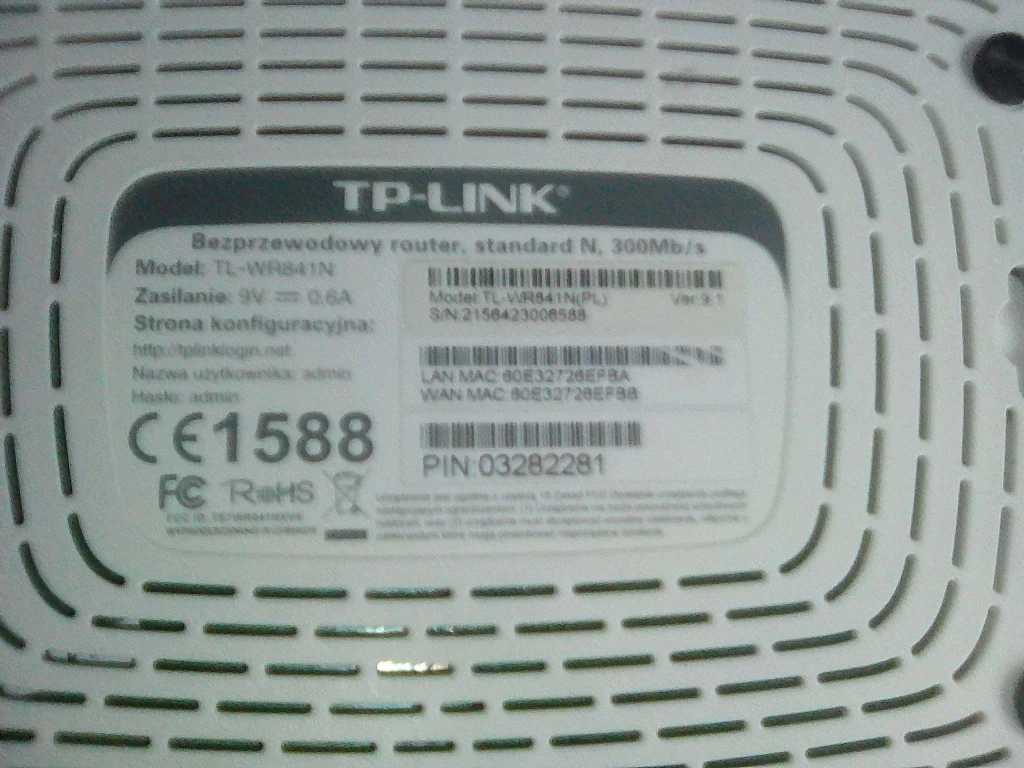 TP-LINK®
Bezprzewodowy router, standard N, 300Mb/s
Model: TL-WR841N
Zasilanie: 9V ⎓ 0.6A
Strona konfiguracyjna:
http://tplinklogin.net
Nazwa użytkownika: admin
Hasło: admin
CE1588
FC RoHS
Model:TL-WR841N(PL) Ver:9.1
S/N:2156423006588
LAN MAC:60E32726EFBA
WAN MAC:60E32726EFBB
PIN:03282281